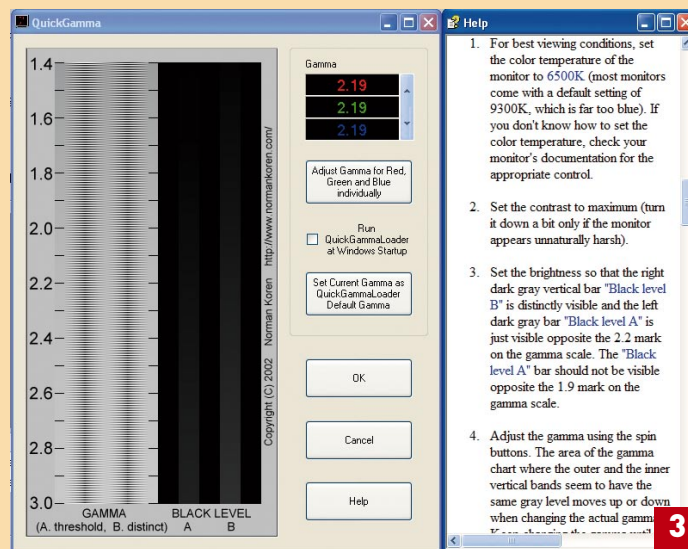 QuickGamma
1.4
1.6
1.8
2.0
2.2
2.4
2.6
2.8
3.0
GAMMA
(A. threshold, B. distinct)
BLACK LEVEL
A B
Copyright (C) 2002 Norman Koren http://www.normankoren.com/
Gamma
2.19
2.19
2.19
Adjust Gamma for Red,
Green and Blue
individually
Run
QuickGammaLoader
at Windows Startup
Set Current Gamma as
QuickGammaLoader
Default Gamma
OK
Cancel
Help
Help
1. For best viewing conditions, set
the color temperature of the
monitor to 6500K (most monitors
come with a default setting of
9300K, which is far too blue). If
you don't know how to set the
color temperature, check your
monitor's documentation for the
appropriate control.
2. Set the contrast to maximum (turn
it down a bit only if the monitor
appears unnaturally harsh).
3. Set the brightness so that the right
dark gray vertical bar "Black level
B" is distinctly visible and the left
dark gray bar "Black level A" is
just visible opposite the 2.2 mark
on the gamma scale. The "Black
level A" bar should not be visible
opposite the 1.9 mark on the
gamma scale.
4. Adjust the gamma using the spin
buttons. The area of the gamma
chart where the outer and the inner
vertical bands seem to have the
same gray level moves up or down
when changing the actual gamma
3